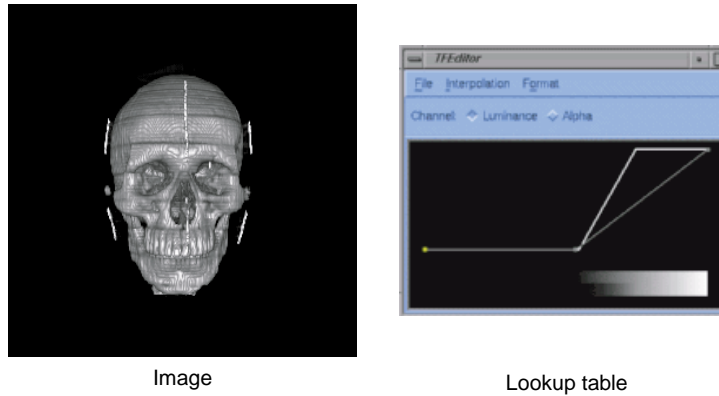 TFEditor
File Interpolation Format
Channel: Luminance Alpha
Image
Lookup table